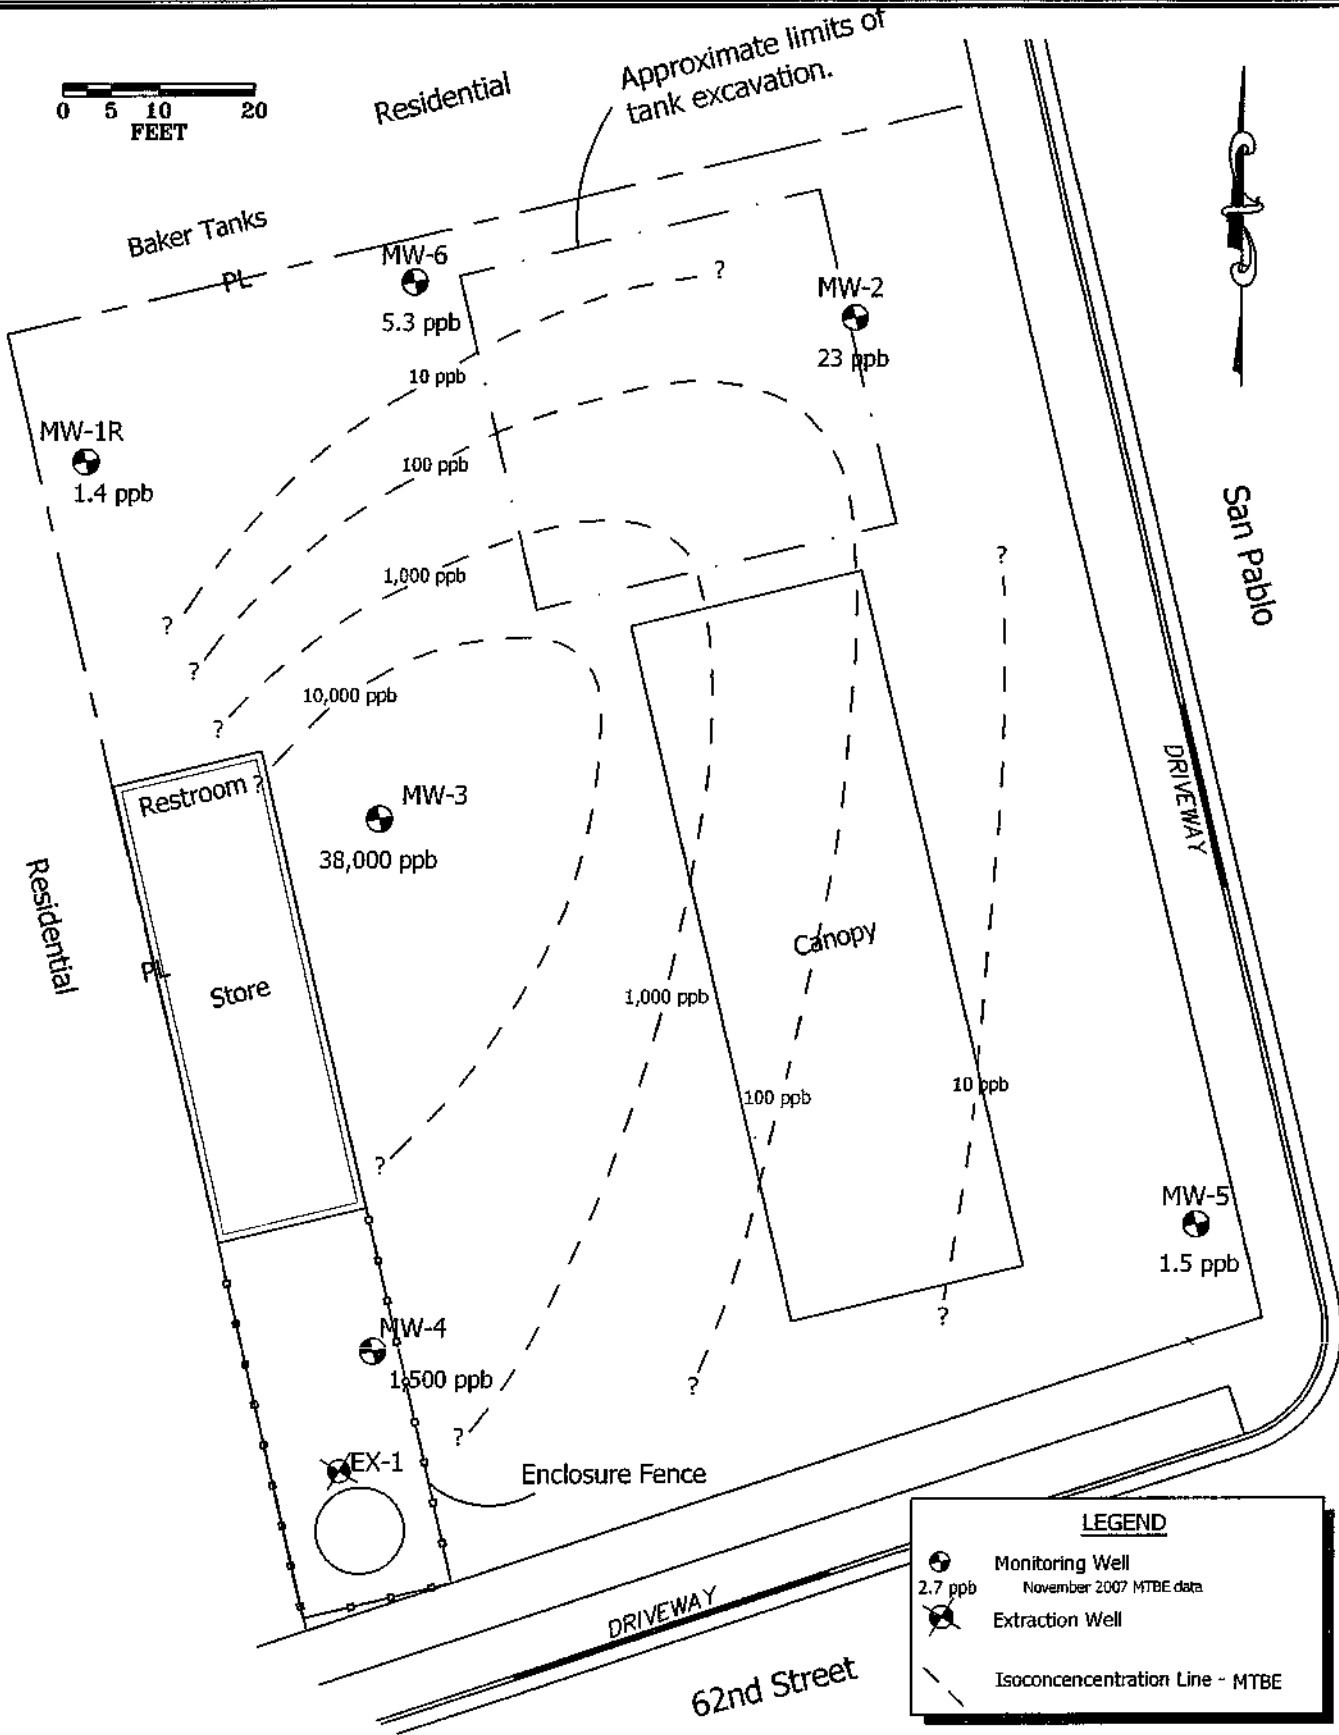 Approximate limits of
tank excavation.
Residential
0 5 10 20
FEET
Baker Tanks
PL
MW-6
5.3 ppb
?
MW-2
23 ppb
10 ppb
MW-1R
1.4 ppb
100 ppb
San Pablo
?
1,000 ppb
?
?
?
10,000 ppb
DRIVEWAY
Restroom ?
MW-3
38,000 ppb
Residential
PL
Store
Canopy
1,000 ppb
100 ppb
10 ppb
?
MW-5
1.5 ppb
?
MW-4
1,500 ppb
?
?
EX-1
Enclosure Fence
LEGEND
Monitoring Well
2.7 ppb November 2007 MTBE data
Extraction Well
Isoconcencentration Line - MTBE
DRIVEWAY
62nd Street